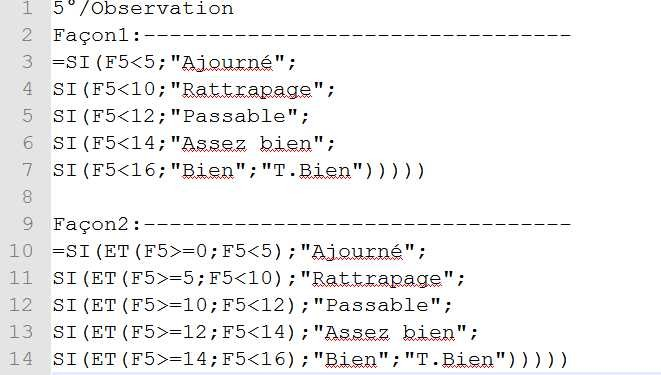 1 5°/Observation
2 Façon1:---------------------------------
3 =SI(F5<5;"Ajourné";
4 SI(F5<10;"Rattrapage";
5 SI(F5<12;"Passable";
6 SI(F5<14;"Assez bien";
7 SI(F5<16;"Bien";"T.Bien")))))
8
9 Façon2:---------------------------------
10 =SI(ET(F5>=0;F5<5);"Ajourné";
11 SI(ET(F5>=5;F5<10);"Rattrapage";
12 SI(ET(F5>=10;F5<12);"Passable";
13 SI(ET(F5>=12;F5<14);"Assez bien";
14 SI(ET(F5>=14;F5<16);"Bien";"T.Bien")))))